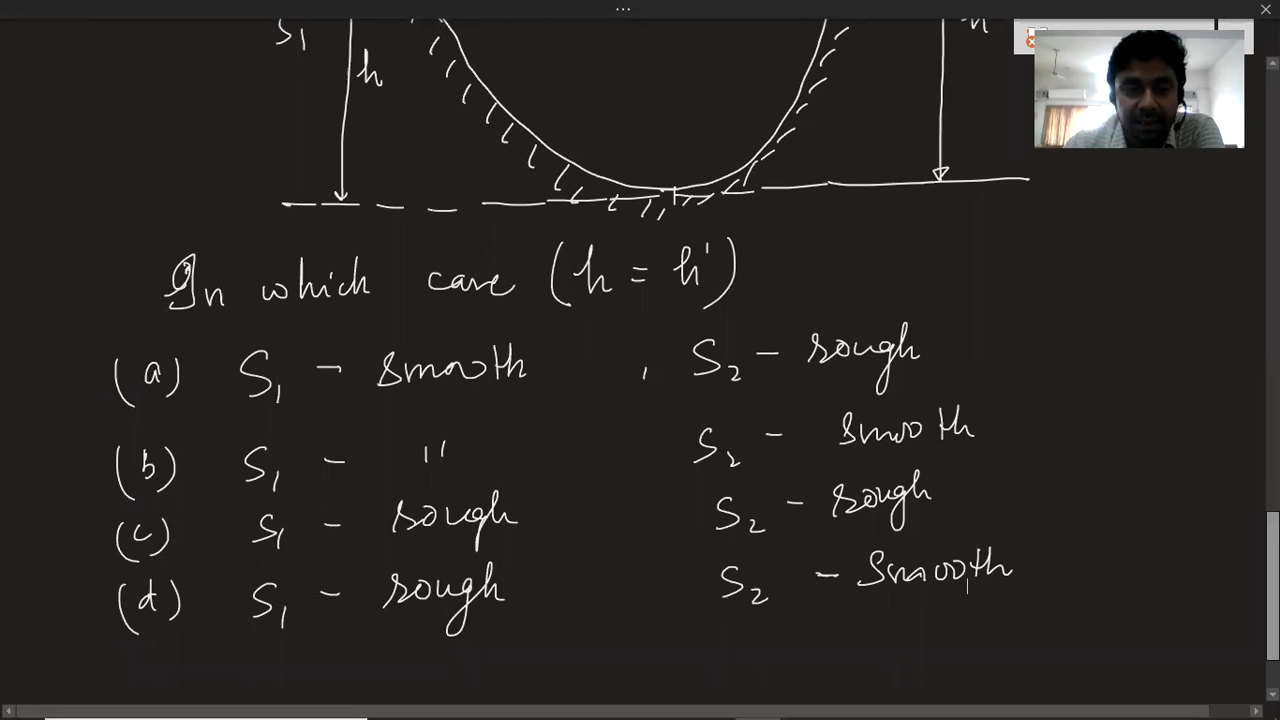 S1 h h
In which case (h = h')
(a) S1 - smooth , S2 - rough
(b) S1 - " S2 - smooth
(c) S1 - rough S2 - rough
(d) S1 - rough S2 - smooth